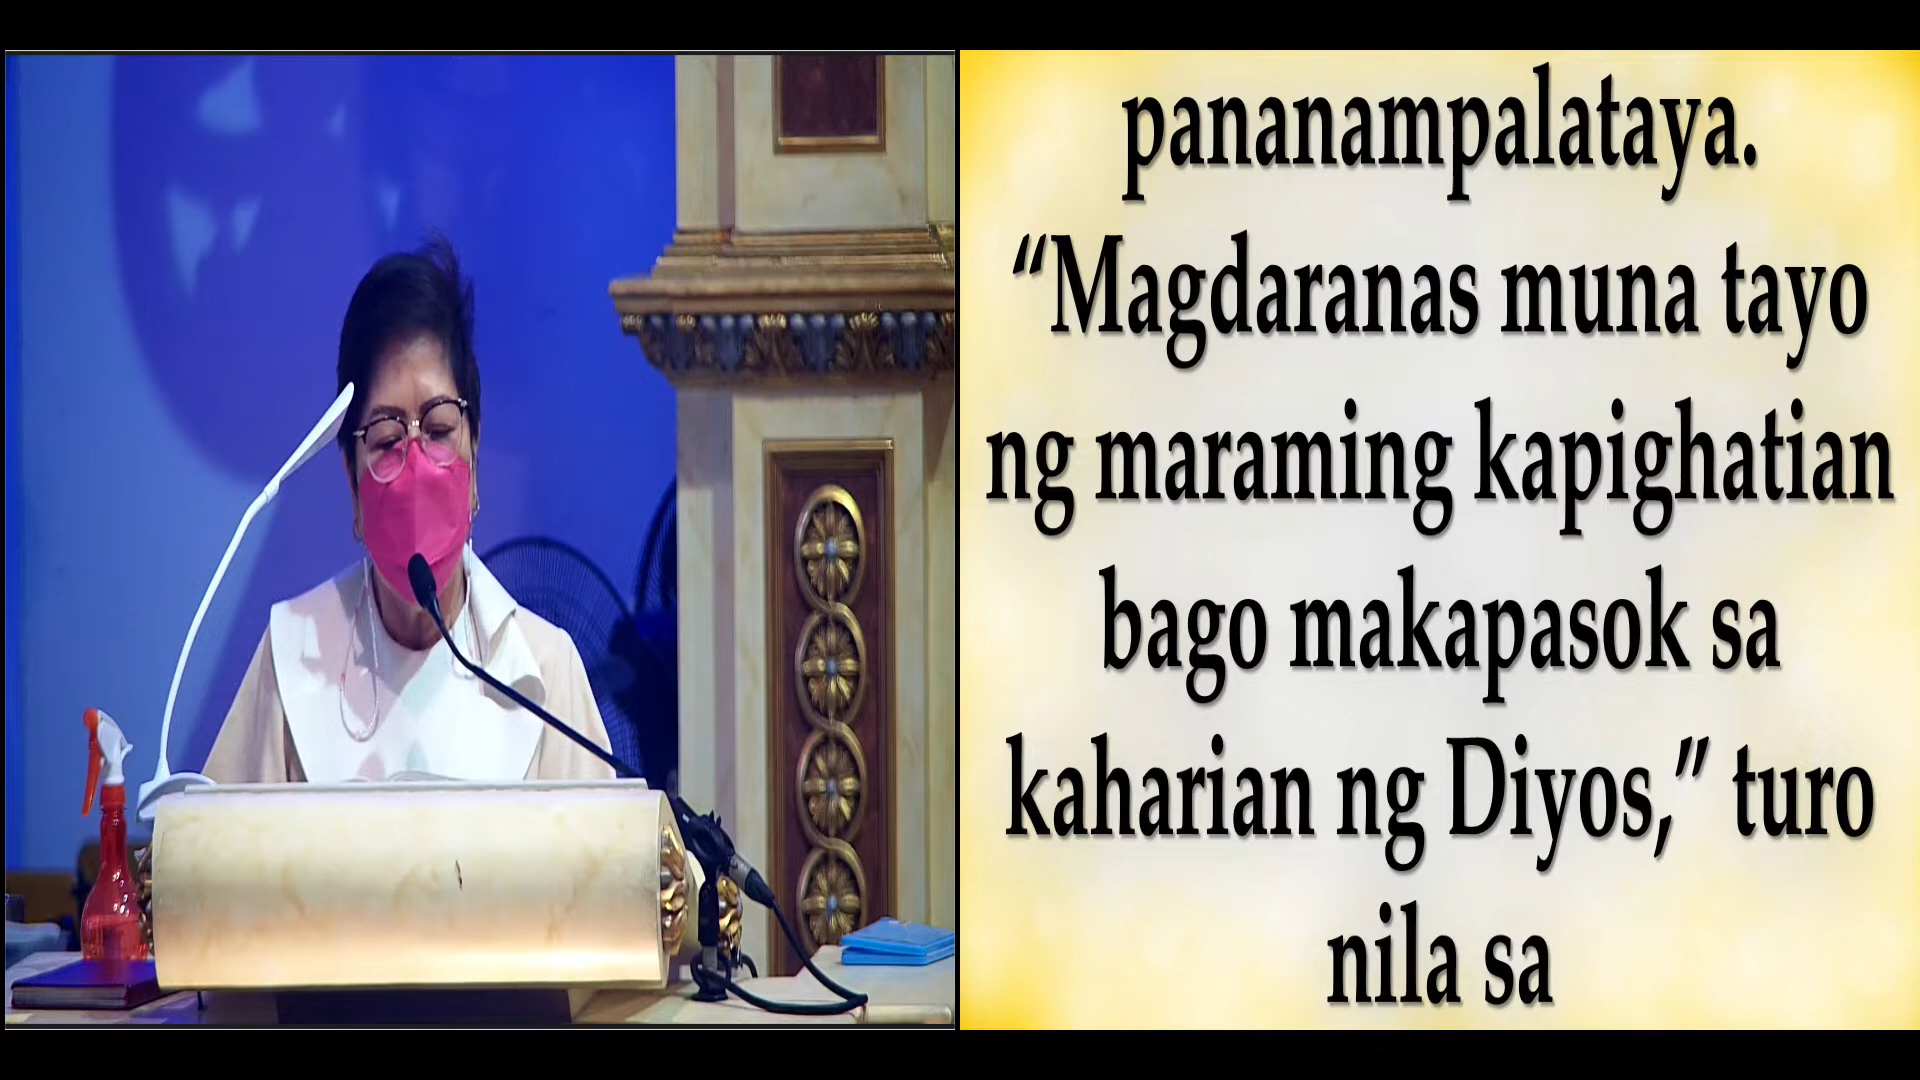 pananampalataya.
“Magdaranas muna tayo
ng maraming kapighatian
bago makapasok sa
kaharian ng Diyos,” turo
nila sa